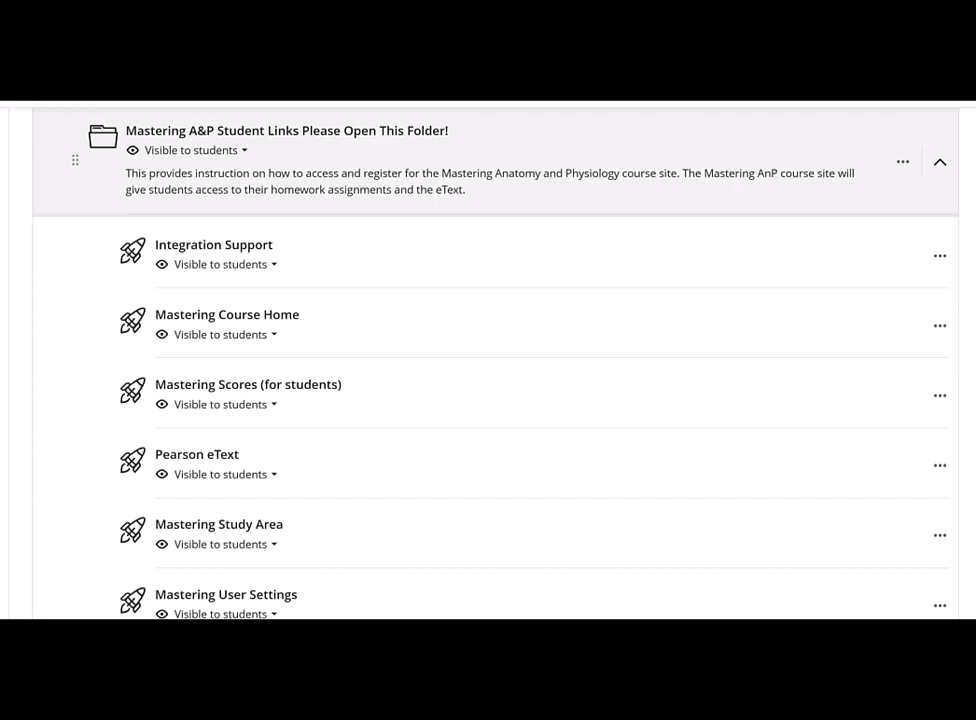 Mastering A&P Student Links Please Open This Folder!
Visible to students
This provides instruction on how to access and register for the Mastering Anatomy and Physiology course site. The Mastering AnP course site will
give students access to their homework assignments and the eText.
Integration Support
Visible to students
Mastering Course Home
Visible to students
Mastering Scores (for students)
Visible to students
Pearson eText
Visible to students
Mastering Study Area
Visible to students
Mastering User Settings
Visible to students